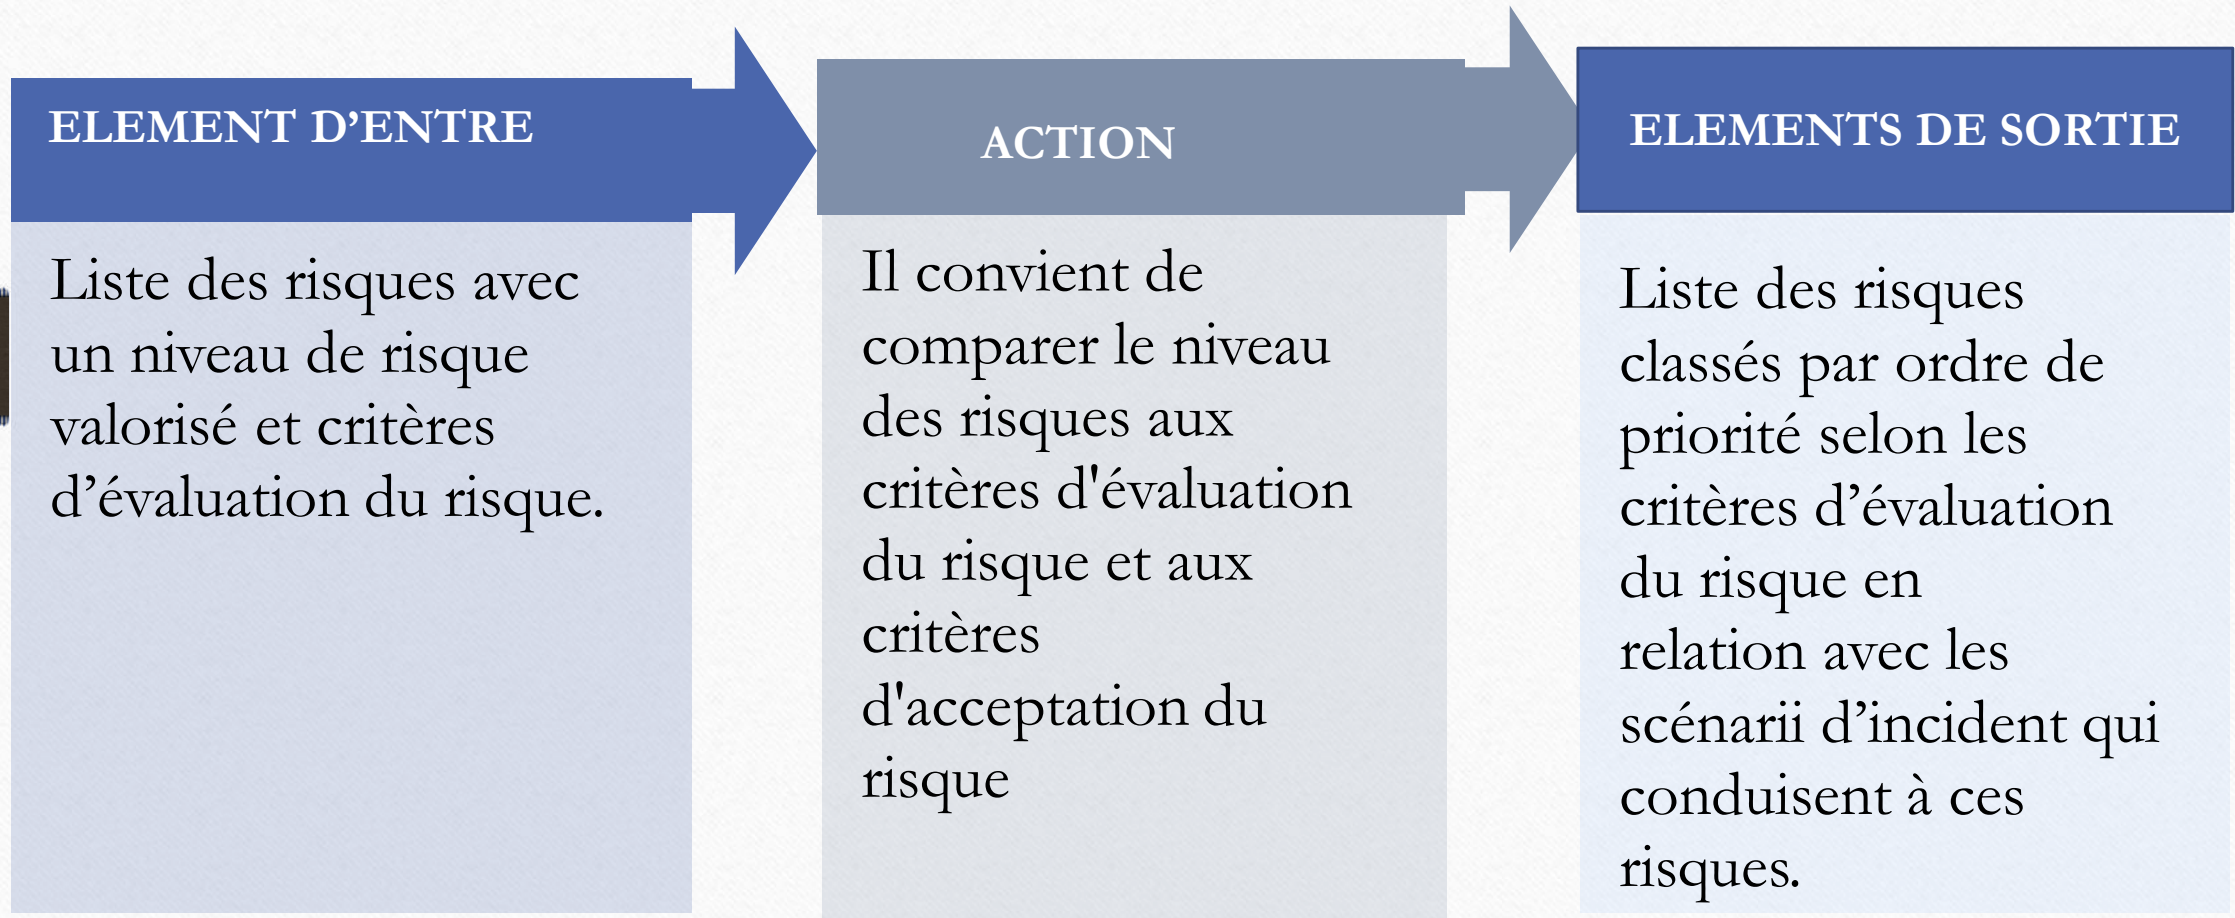 ELEMENT D’ENTRE
Liste des risques avec
un niveau de risque
valorisé et critères
d’évaluation du risque.
ACTION
Il convient de
comparer le niveau
des risques aux
critères d'évaluation
du risque et aux
critères
d'acceptation du
risque
ELEMENTS DE SORTIE
Liste des risques
classés par ordre de
priorité selon les
critères d’évaluation
du risque en
relation avec les
scénarii d’incident qui
conduisent à ces
risques.